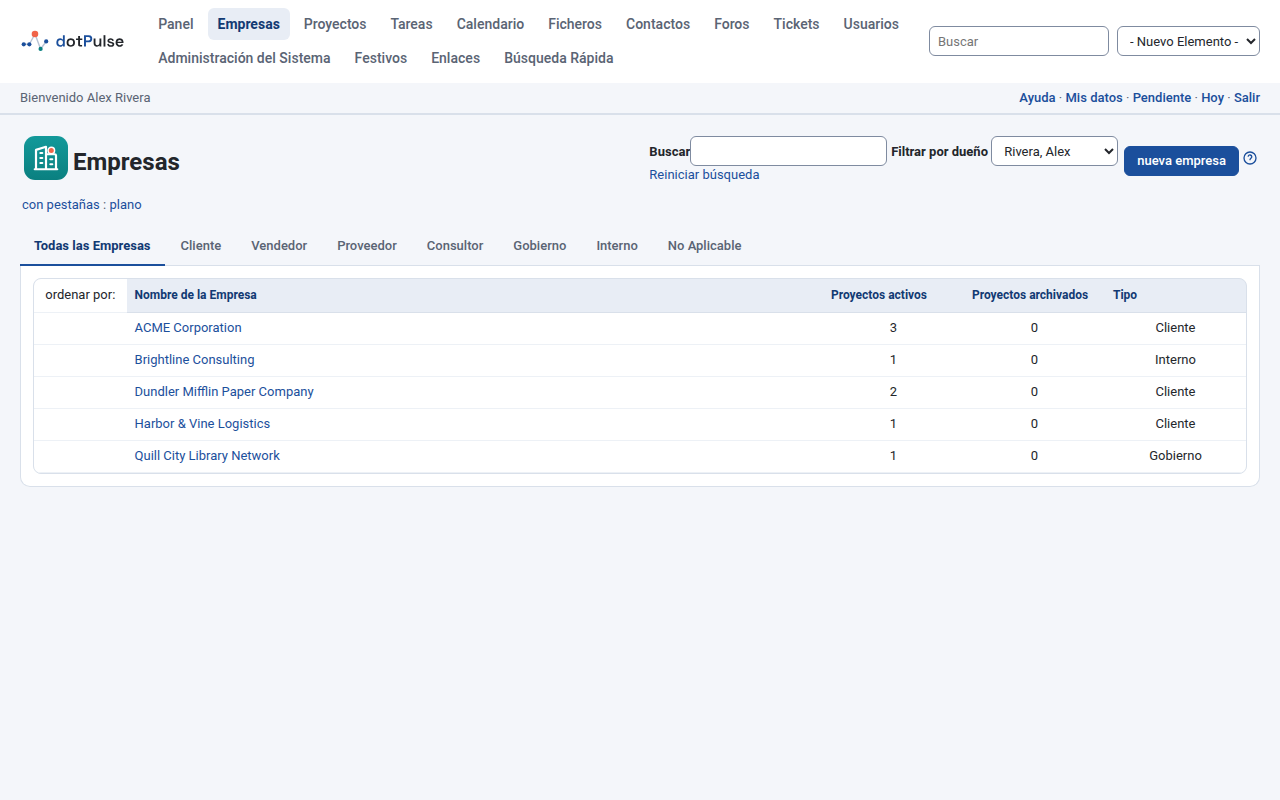 dotPulse
Panel Empresas Proyectos Tareas Calendario Ficheros Contactos Foros Tickets Usuarios
Administración del Sistema Festivos Enlaces Búsqueda Rápida
Buscar - Nuevo Elemento -
Bienvenido Alex Rivera Ayuda · Mis datos · Pendiente · Hoy · Salir
Empresas
Buscar Filtrar por dueño Rivera, Alex nueva empresa ?
Reiniciar búsqueda
con pestañas : plano
Todas las Empresas Cliente Vendedor Proveedor Consultor Gobierno Interno No Aplicable
ordenar por: Nombre de la Empresa Proyectos activos Proyectos archivados Tipo
ACME Corporation 3 0 Cliente
Brightline Consulting 1 0 Interno
Dundler Mifflin Paper Company 2 0 Cliente
Harbor & Vine Logistics 1 0 Cliente
Quill City Library Network 1 0 Gobierno